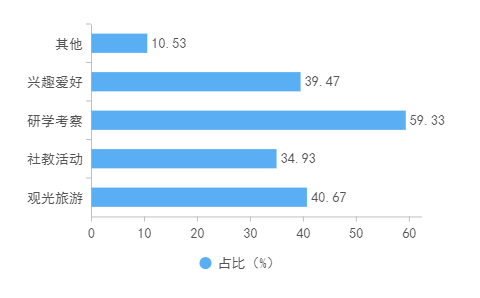 其他 10.53
兴趣爱好 39.47
研学考察 59.33
社教活动 34.93
观光旅游 40.67
0 10 20 30 40 50 60
占比（%）